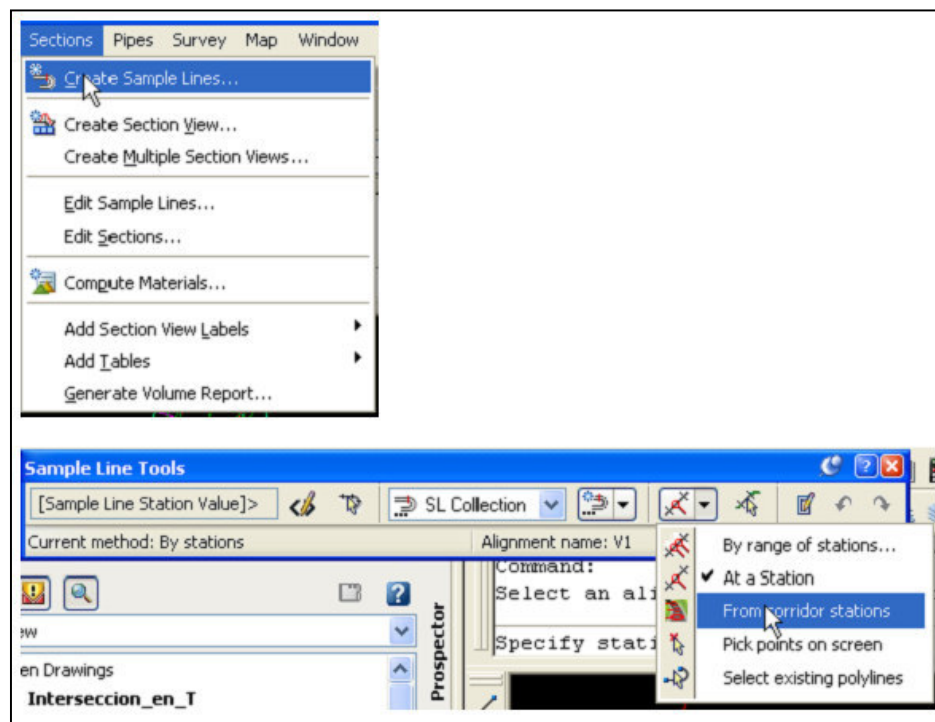 Sections Pipes Survey Map Window
Create Sample Lines...
Create Section View...
Create Multiple Section Views...
Edit Sample Lines...
Edit Sections...
Compute Materials...
Add Section View Labels
Add Tables
Generate Volume Report...
Sample Line Tools
[Sample Line Station Value]> SL Collection
Current method: By stations Alignment name: V1
By range of stations...
At a Station
From corridor stations
Pick points on screen
Select existing polylines
Command:
Select an ali
Specify stati
ew
en Drawings
Interseccion_en_T
Prospector